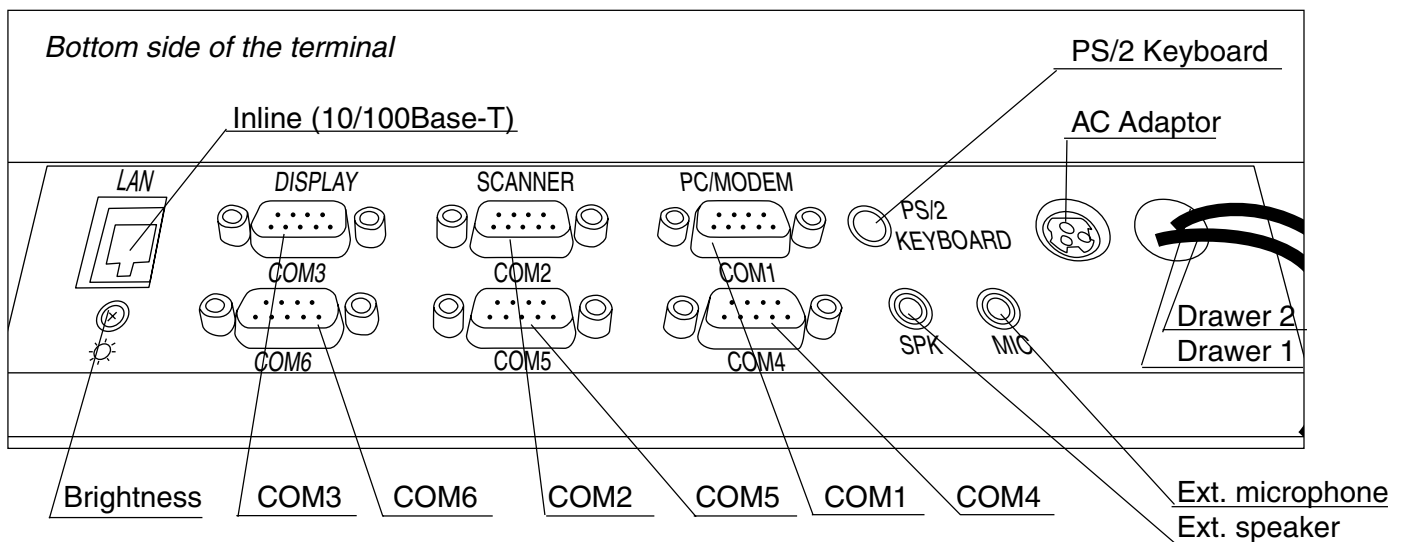 Bottom side of the terminal
PS/2 Keyboard
Inline (10/100Base-T)
AC Adaptor
LAN
DISPLAY
SCANNER
PC/MODEM
PS/2
KEYBOARD
COM3
COM2
COM1
Drawer 2
SPK
MIC
Drawer 1
COM6
COM5
COM4
Brightness
COM3
COM6
COM2
COM5
COM1
COM4
Ext. microphone
Ext. speaker